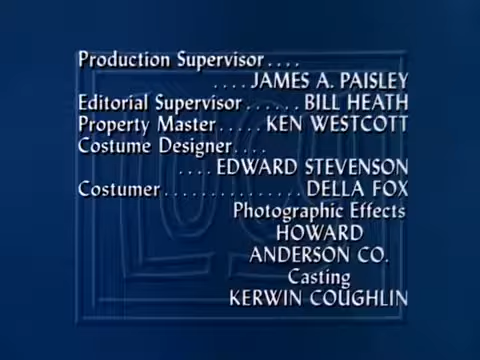 Production Supervisor....
....JAMES A. PAISLEY
Editorial Supervisor......BILL HEATH
Property Master.....KEN WESTCOTT
Costume Designer....
....EDWARD STEVENSON
Costumer...............DELLA FOX
Photographic Effects
HOWARD
ANDERSON CO.
Casting
KERWIN COUGHLIN